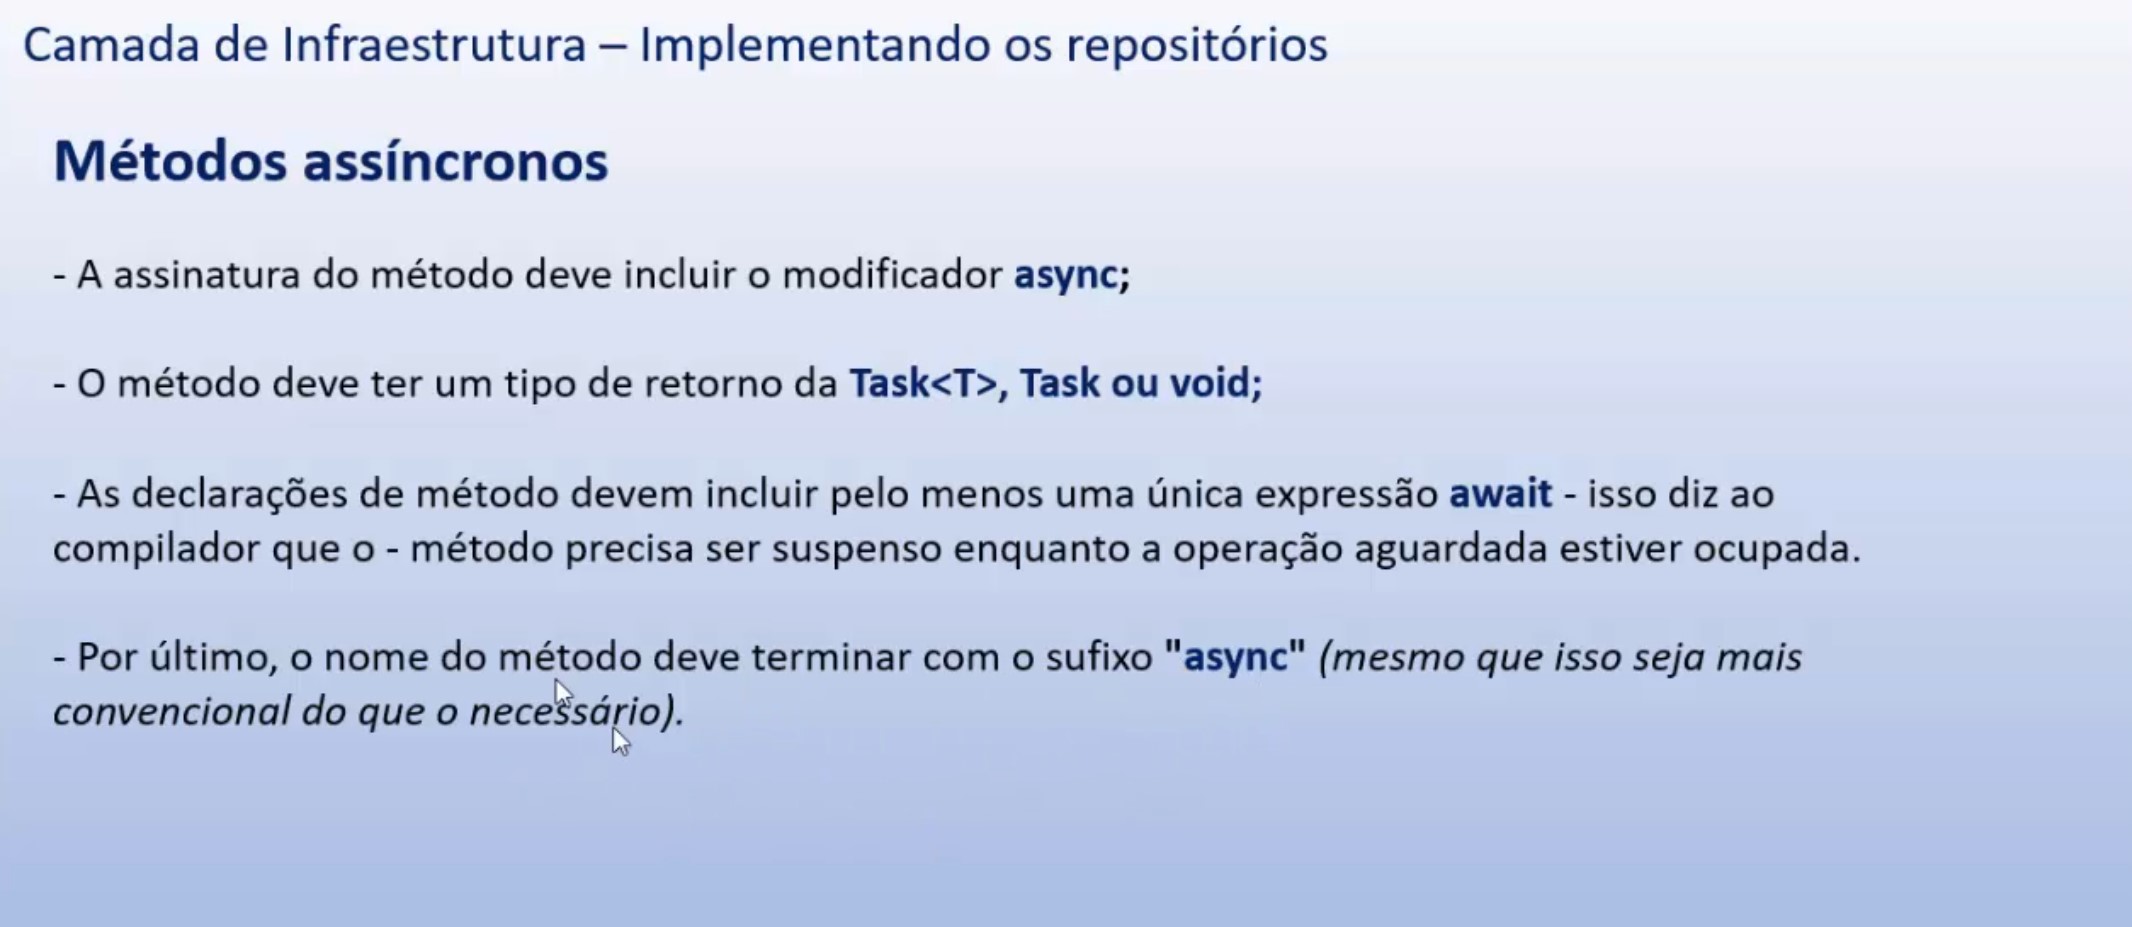 Camada de Infraestrutura – Implementando os repositórios
Métodos assíncronos
- A assinatura do método deve incluir o modificador async;
- O método deve ter um tipo de retorno da Task<T>, Task ou void;
- As declarações de método devem incluir pelo menos uma única expressão await - isso diz ao
compilador que o - método precisa ser suspenso enquanto a operação aguardada estiver ocupada.
- Por último, o nome do método deve terminar com o sufixo "async" (mesmo que isso seja mais
convencional do que o necessário).